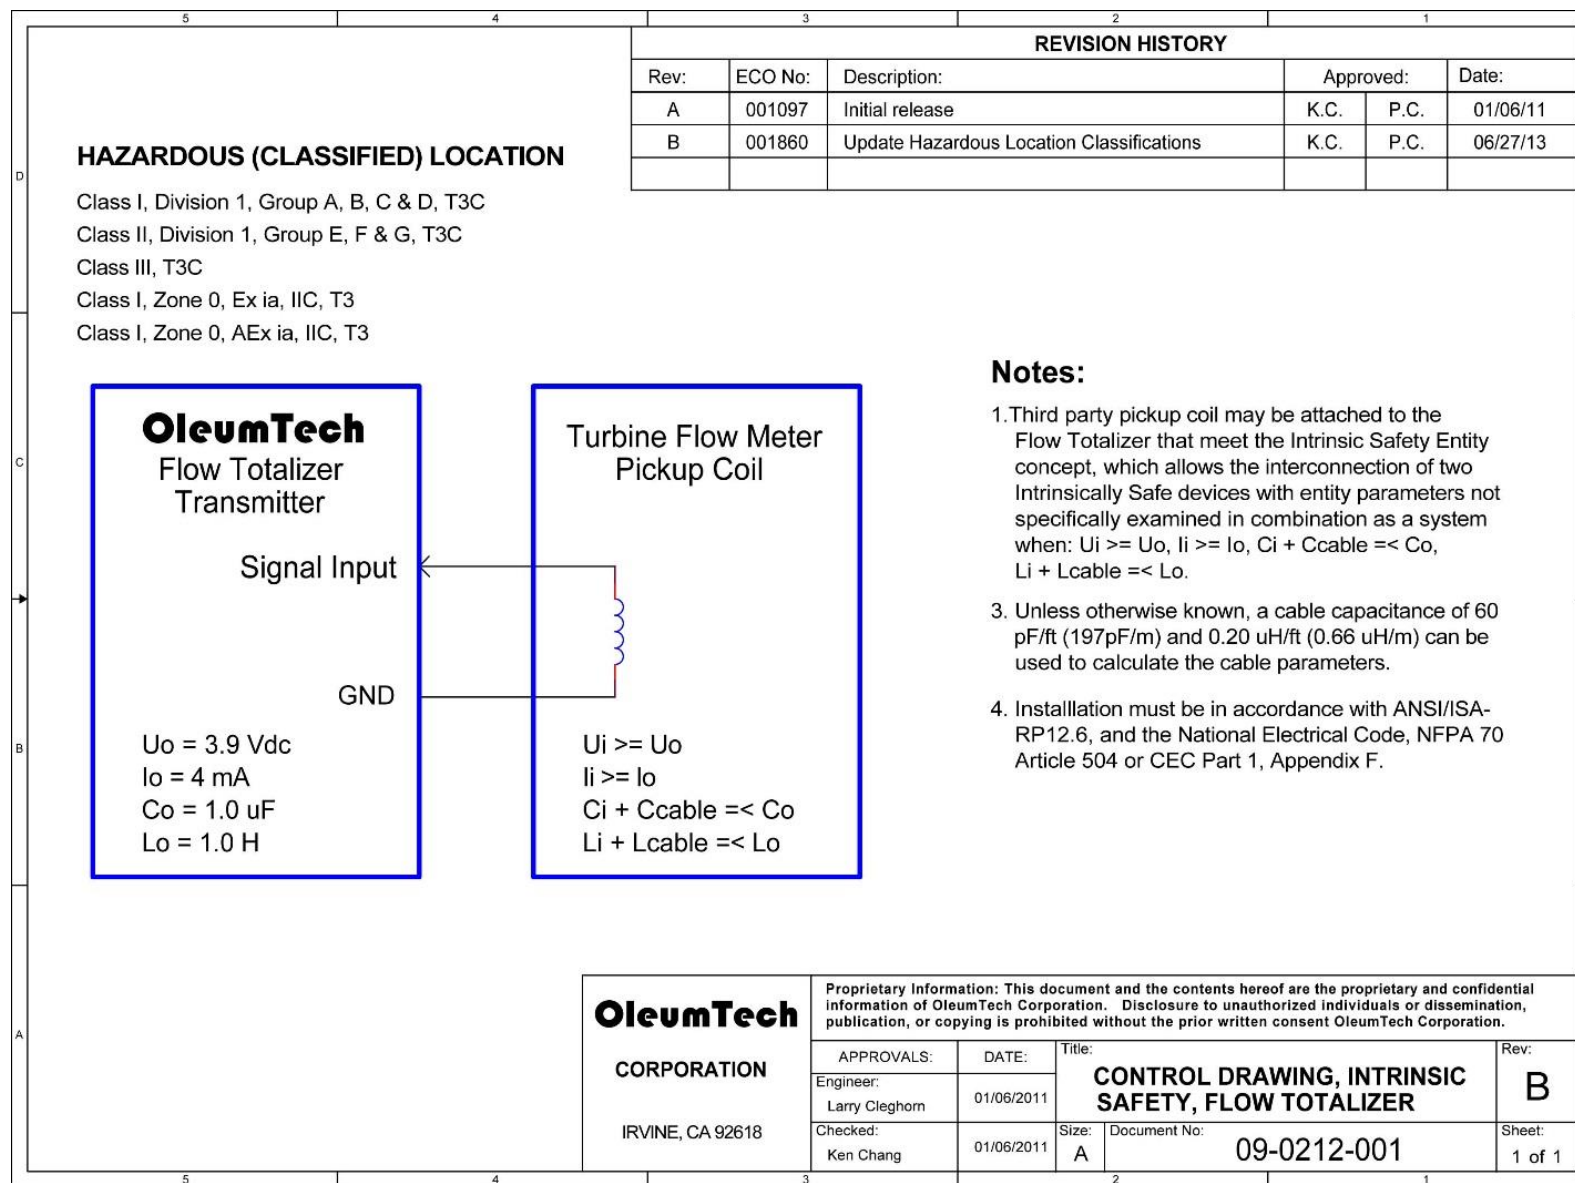 5 4 3 2 1
REVISION HISTORY
Rev: ECO No: Description: Approved: Date:
A 001097 Initial release K.C. P.C. 01/06/11
B 001860 Update Hazardous Location Classifications K.C. P.C. 06/27/13
D
HAZARDOUS (CLASSIFIED) LOCATION
Class I, Division 1, Group A, B, C & D, T3C
Class II, Division 1, Group E, F & G, T3C
Class III, T3C
Class I, Zone 0, Ex ia, IIC, T3
Class I, Zone 0, AEx ia, IIC, T3
C
OleumTech
Flow Totalizer
Transmitter
Signal Input
GND
Uo = 3.9 Vdc
Io = 4 mA
Co = 1.0 uF
Lo = 1.0 H
Turbine Flow Meter
Pickup Coil
Ui >= Uo
Ii >= Io
Ci + Ccable =< Co
Li + Lcable =< Lo
Notes:
1.Third party pickup coil may be attached to the
Flow Totalizer that meet the Intrinsic Safety Entity
concept, which allows the interconnection of two
Intrinsically Safe devices with entity parameters not
specifically examined in combination as a system
when: Ui >= Uo, Ii >= Io, Ci + Ccable =< Co,
Li + Lcable =< Lo.
3. Unless otherwise known, a cable capacitance of 60
pF/ft (197pF/m) and 0.20 uH/ft (0.66 uH/m) can be
used to calculate the cable parameters.
4. Installlation must be in accordance with ANSI/ISA-
RP12.6, and the National Electrical Code, NFPA 70
Article 504 or CEC Part 1, Appendix F.
B
A
OleumTech
CORPORATION
IRVINE, CA 92618
Proprietary Information: This document and the contents hereof are the proprietary and confidential
information of OleumTech Corporation. Disclosure to unauthorized individuals or dissemination,
publication, or copying is prohibited without the prior written consent OleumTech Corporation.
APPROVALS: DATE:
Engineer:
Larry Cleghorn 01/06/2011
Checked:
Ken Chang 01/06/2011
Title:
CONTROL DRAWING, INTRINSIC
SAFETY, FLOW TOTALIZER
Rev:
B
Size:
A
Document No:
09-0212-001
Sheet:
1 of 1
5 4 3 2 1